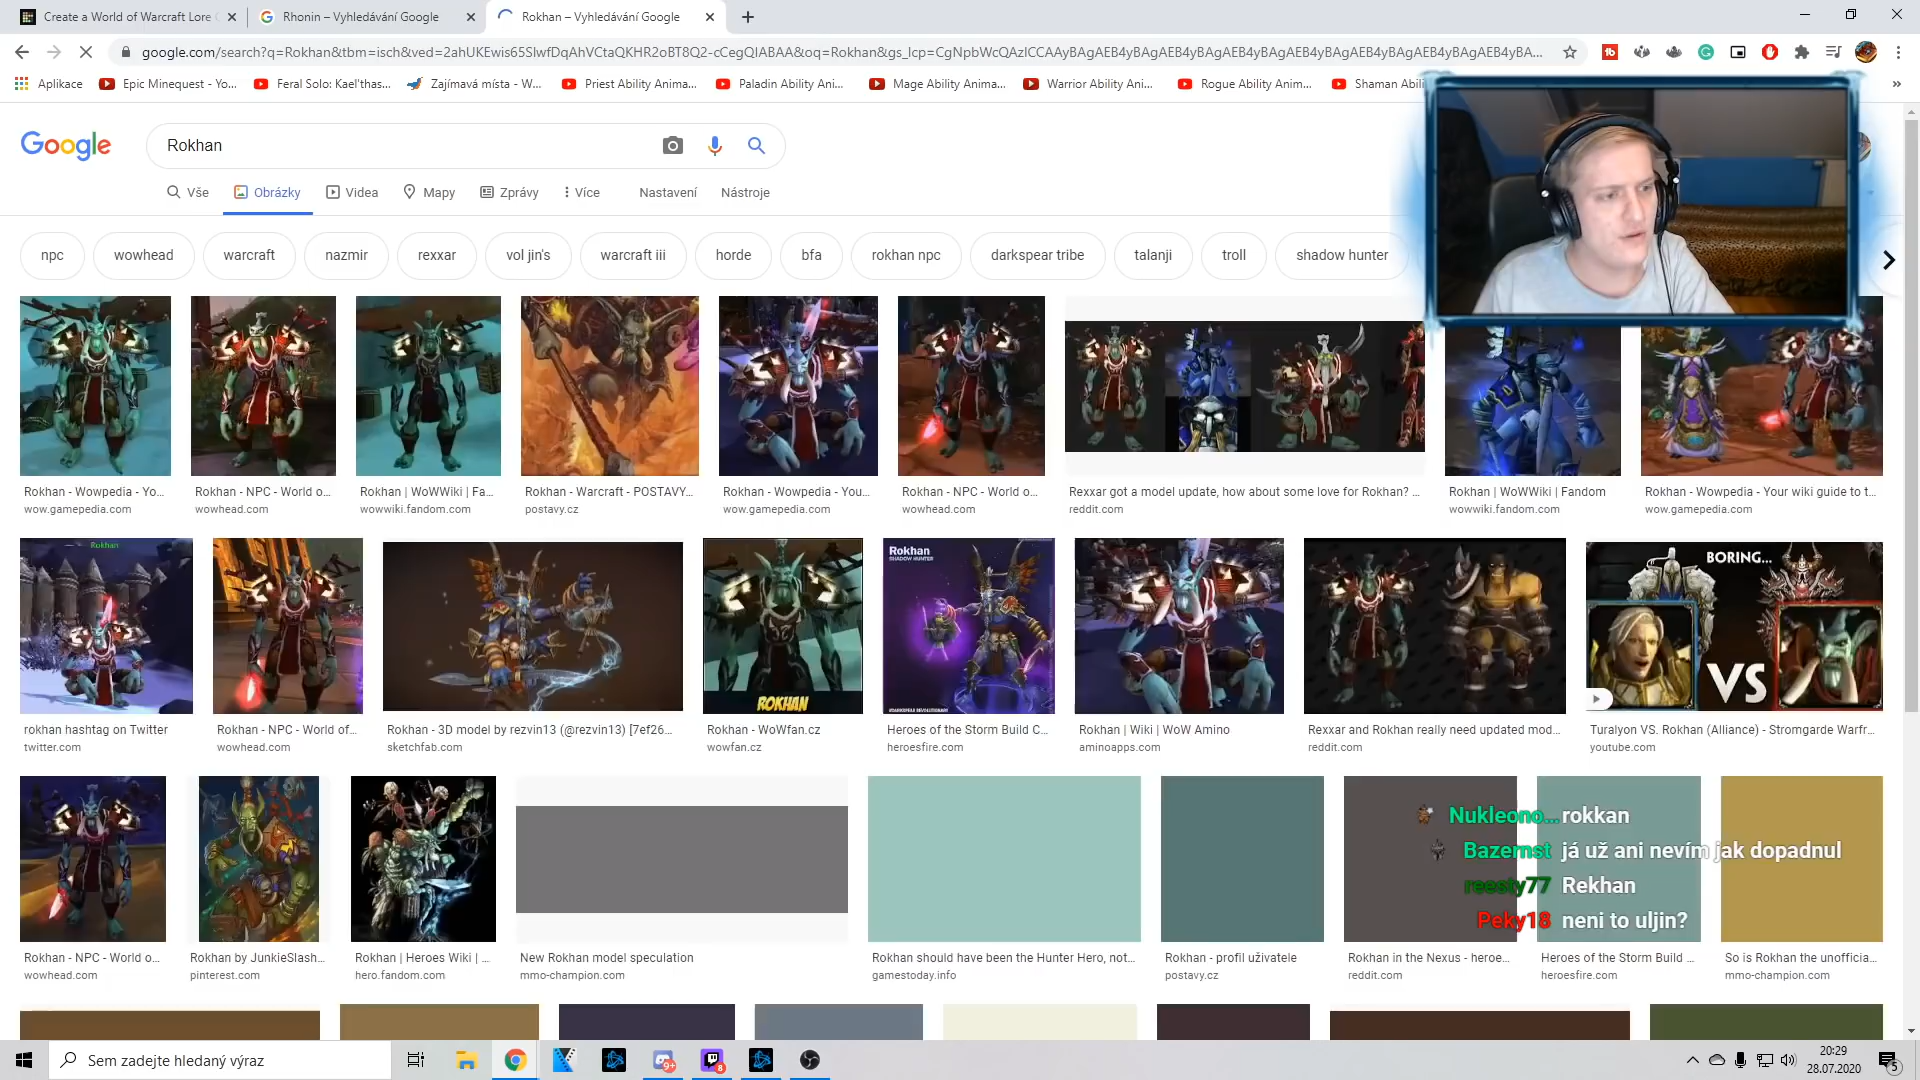 Create a World of Warcraft Lore
Rhonin – Vyhledávání Google
Rokhan – Vyhledávání Google
google.com/search?q=Rokhan&tbm=isch&ved=
Aplikace
Epic Minequest - Yo...
Feral Solo: Kael'thas...
Zajímavá místa - W...
Priest Ability Anima...
Paladin Ability Ani...
Mage Ability Anima...
Warrior Ability Ani...
Rogue Ability Anim...
Shaman Abili
Google
Rokhan
Vše
Obrázky
Videa
Mapy
Zprávy
Více
Nastavení
Nástroje
npc
wowhead
warcraft
nazmir
rexxar
vol jin's
warcraft iii
horde
bfa
rokhan npc
darkspear tribe
talanji
troll
shadow hunter
Rokhan - Wowpedia - Yo...
wow.gamepedia.com
Rokhan - NPC - World o...
wowhead.com
Rokhan | WoWWiki | Fa...
wowwiki.fandom.com
Rokhan - Warcraft - POSTAVY...
postavy.cz
Rokhan - Wowpedia - You...
wow.gamepedia.com
Rokhan - NPC - World o...
wowhead.com
Rexxar got a model update, how about some love for Rokhan? ...
reddit.com
Rokhan | WoWWiki | Fandom
wowwiki.fandom.com
Rokhan - Wowpedia - Your wiki guide to t...
wow.gamepedia.com
Rokhan
ROKHAN
Rokhan
SHADOW HUNTER
BORING...
VS
rokhan hashtag on Twitter
twitter.com
Rokhan - NPC - World of...
wowhead.com
Rokhan - 3D model by rezvin13 (@rezvin13) [7ef26...
sketchfab.com
Rokhan - WoWfan.cz
wowfan.cz
Heroes of the Storm Build C...
heroesfire.com
Rokhan | Wiki | WoW Amino
aminoapps.com
Rexxar and Rokhan really need updated mod...
reddit.com
Turalyon VS. Rokhan (Alliance) - Stromgarde Warfr...
youtube.com
Nukleono... rokkan
Bazernst já už ani nevím jak dopadnul
reesty77 Rekhan
Peky18 neni to uljin?
Rokhan - NPC - World o...
wowhead.com
Rokhan by JunkieSlash...
pinterest.com
Rokhan | Heroes Wiki | ...
hero.fandom.com
New Rokhan model speculation
mmo-champion.com
Rokhan should have been the Hunter Hero, not...
gamestoday.info
Rokhan - profil uživatele
postavy.cz
Rokhan in the Nexus - heroe...
reddit.com
Heroes of the Storm Build ...
heroesfire.com
So is Rokhan the unofficia...
mmo-champion.com
Sem zadejte hledaný výraz
9+
8
20:29
28.07.2020
5